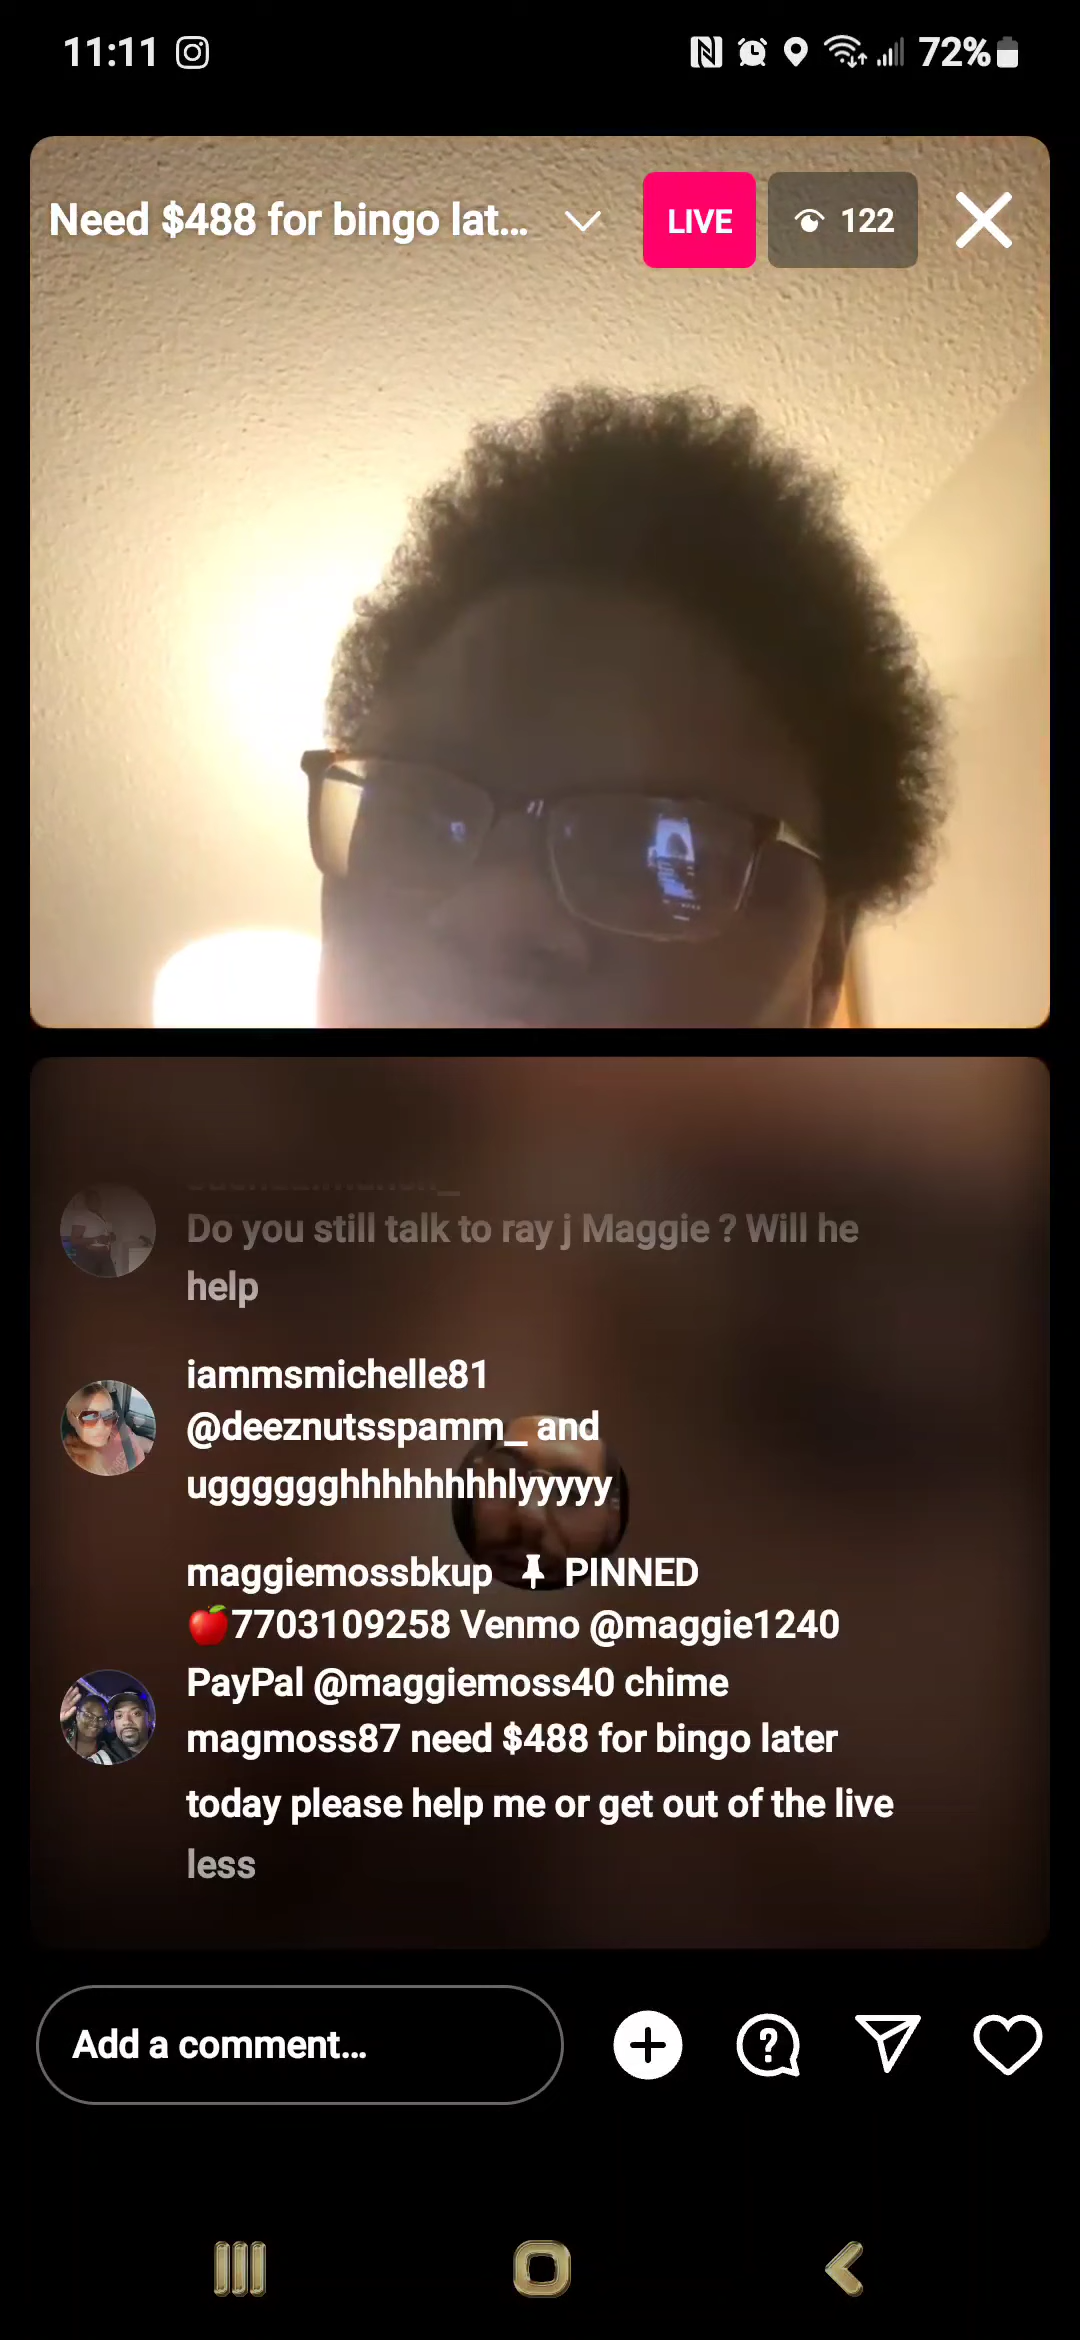 11:11
72%
Need $488 for bingo lat...
LIVE
122
Do you still talk to ray j Maggie ? Will he
help
iammsmichelle81
@deeznutsspamm_ and
ugggggghhhhhhhhlyyyyy
maggiemossbkup 📌 PINNED
🍎7703109258 Venmo @maggie1240
PayPal @maggiemoss40 chime
magmoss87 need $488 for bingo later
today please help me or get out of the live
less
Add a comment...